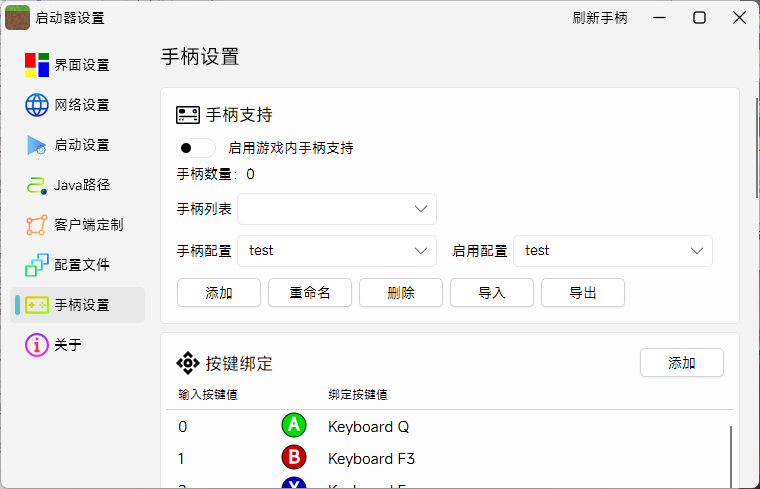 启动器设置
刷新手柄
界面设置
网络设置
启动设置
Java路径
客户端定制
配置文件
手柄设置
关于
手柄设置
手柄支持
启用游戏内手柄支持
手柄数量：0
手柄列表
手柄配置 test 启用配置 test
添加 重命名 删除 导入 导出
按键绑定 添加
输入按键值 绑定按键值
0 A Keyboard Q
1 B Keyboard F3